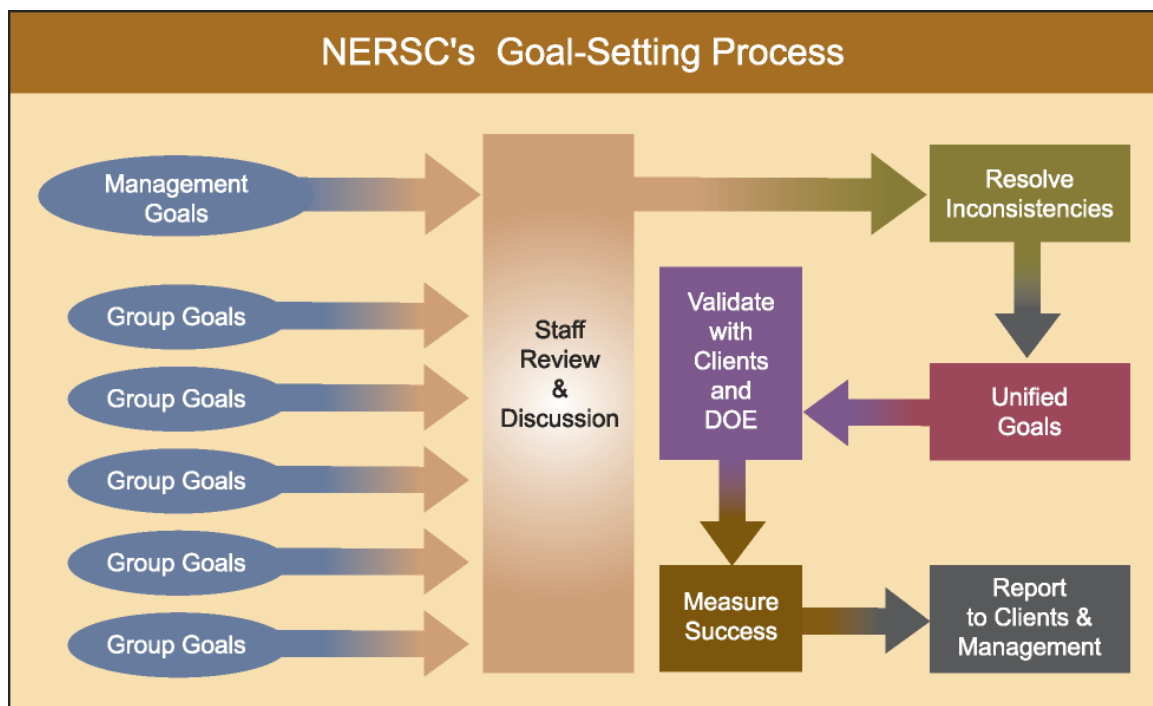 NERSC's Goal-Setting Process
Management
Goals
Group Goals
Group Goals
Group Goals
Group Goals
Group Goals
Staff
Review
&
Discussion
Resolve
Inconsistencies
Unified
Goals
Validate
with
Clients
and
DOE
Measure
Success
Report
to Clients &
Management